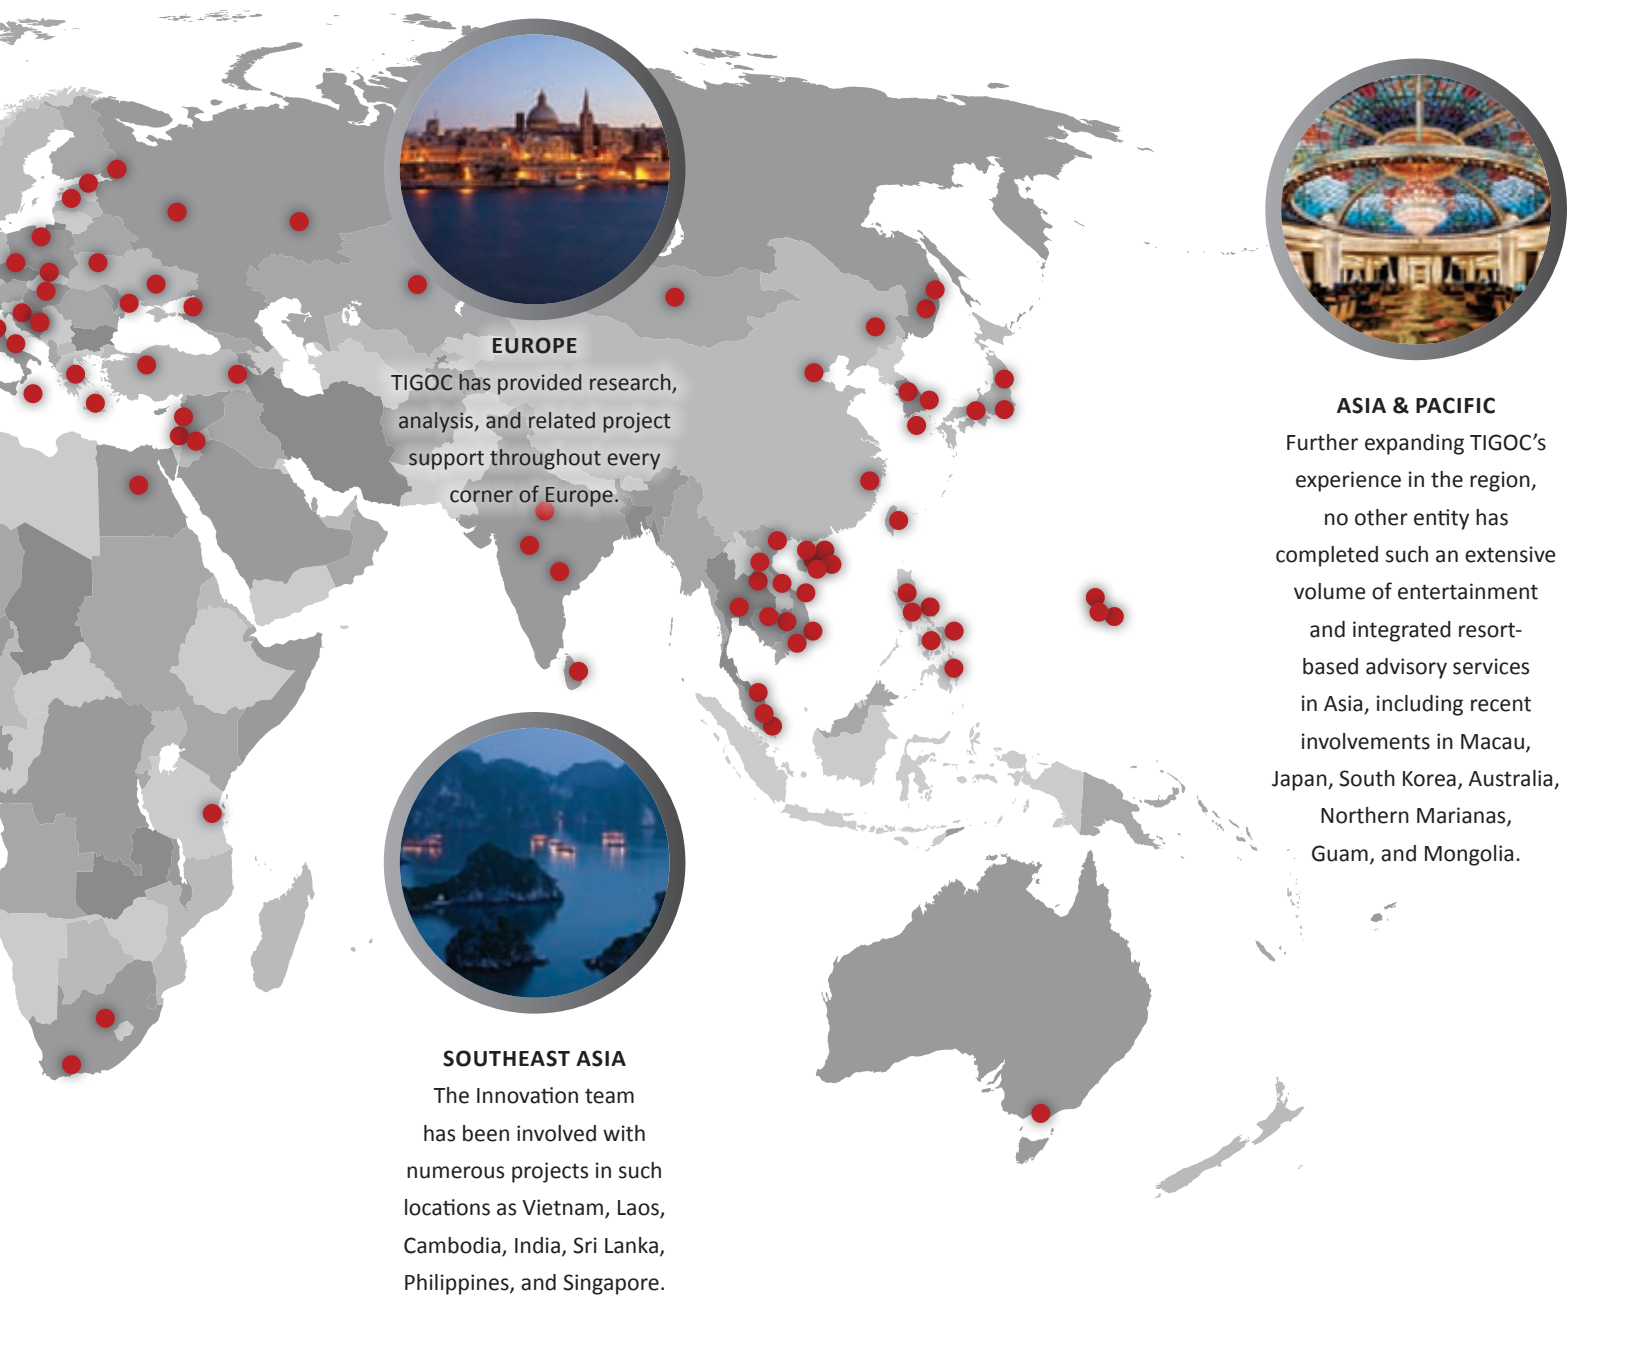 EUROPE
TIGOC has provided research,
analysis, and related project
support throughout every
corner of Europe.
ASIA & PACIFIC
Further expanding TIGOC’s
experience in the region,
no other entity has
completed such an extensive
volume of entertainment
and integrated resort-
based advisory services
in Asia, including recent
involvements in Macau,
Japan, South Korea, Australia,
Northern Marianas,
Guam, and Mongolia.
SOUTHEAST ASIA
The Innovation team
has been involved with
numerous projects in such
locations as Vietnam, Laos,
Cambodia, India, Sri Lanka,
Philippines, and Singapore.